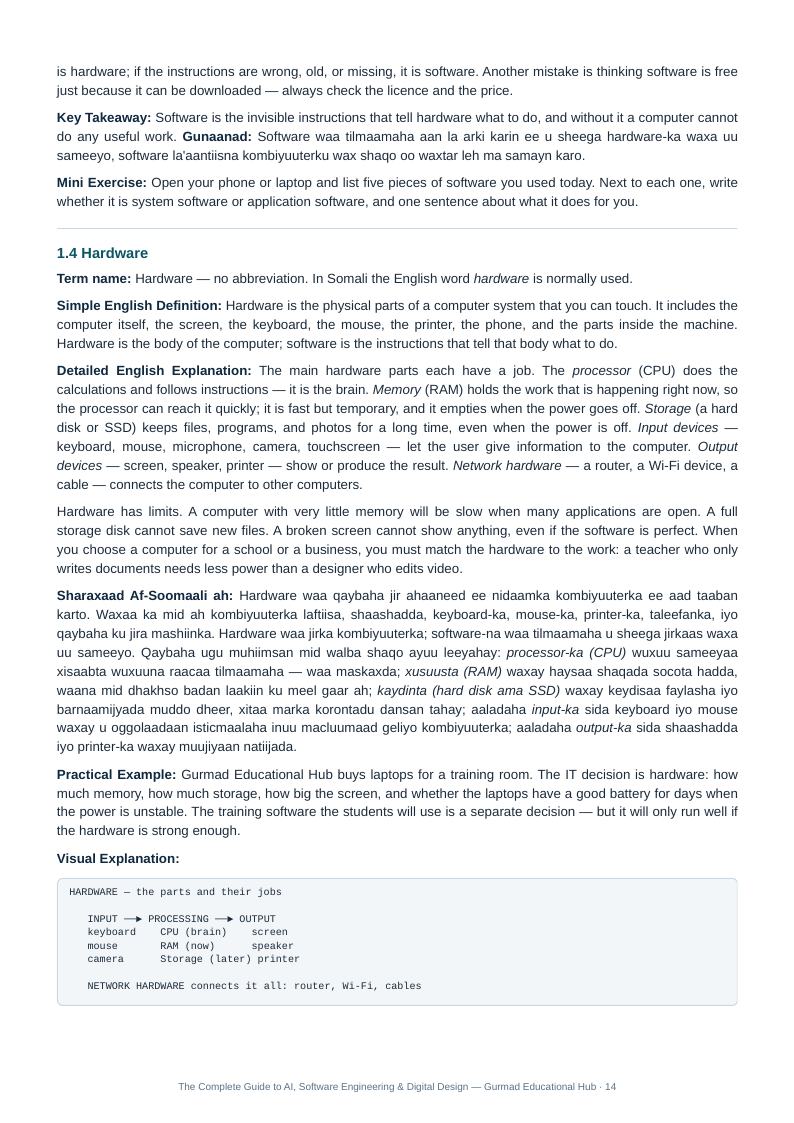 is hardware; if the instructions are wrong, old, or missing, it is software. Another mistake is thinking software is free
just because it can be downloaded — always check the licence and the price.
Key Takeaway: Software is the invisible instructions that tell hardware what to do, and without it a computer cannot
do any useful work. Gunaanad: Software waa tilmaamaha aan la arki karin ee u sheega hardware-ka waxa uu
sameeyo, software la'aantiisna kombiyuuterku wax shaqo oo waxtar leh ma samayn karo.
Mini Exercise: Open your phone or laptop and list five pieces of software you used today. Next to each one, write
whether it is system software or application software, and one sentence about what it does for you.
1.4 Hardware
Term name: Hardware — no abbreviation. In Somali the English word hardware is normally used.
Simple English Definition: Hardware is the physical parts of a computer system that you can touch. It includes the
computer itself, the screen, the keyboard, the mouse, the printer, the phone, and the parts inside the machine.
Hardware is the body of the computer; software is the instructions that tell that body what to do.
Detailed English Explanation: The main hardware parts each have a job. The processor (CPU) does the
calculations and follows instructions — it is the brain. Memory (RAM) holds the work that is happening right now, so
the processor can reach it quickly; it is fast but temporary, and it empties when the power goes off. Storage (a hard
disk or SSD) keeps files, programs, and photos for a long time, even when the power is off. Input devices —
keyboard, mouse, microphone, camera, touchscreen — let the user give information to the computer. Output
devices — screen, speaker, printer — show or produce the result. Network hardware — a router, a Wi-Fi device, a
cable — connects the computer to other computers.
Hardware has limits. A computer with very little memory will be slow when many applications are open. A full
storage disk cannot save new files. A broken screen cannot show anything, even if the software is perfect. When
you choose a computer for a school or a business, you must match the hardware to the work: a teacher who only
writes documents needs less power than a designer who edits video.
Sharaxaad Af-Soomaali ah: Hardware waa qaybaha jir ahaaneed ee nidaamka kombiyuuterka ee aad taaban
karto. Waxaa ka mid ah kombiyuuterka laftiisa, shaashadda, keyboard-ka, mouse-ka, printer-ka, taleefanka, iyo
qaybaha ku jira mashiinka. Hardware waa jirka kombiyuuterka; software-na waa tilmaamaha u sheega jirkaas waxa
uu sameeyo. Qaybaha ugu muhiimsan mid walba shaqo ayuu leeyahay: processor-ka (CPU) wuxuu sameeyaa
xisaabta wuxuuna raacaa tilmaamaha — waa maskaxda; xusuusta (RAM) waxay haysaa shaqada socota hadda,
waana mid dhakhso badan laakiin ku meel gaar ah; kaydinta (hard disk ama SSD) waxay keydisaa faylasha iyo
barnaamijyada muddo dheer, xitaa marka korontadu dansan tahay; aaladaha input-ka sida keyboard iyo mouse
waxay u oggolaadaan isticmaalaha inuu macluumaad geliyo kombiyuuterka; aaladaha output-ka sida shaashadda
iyo printer-ka waxay muujiyaan natiijada.
Practical Example: Gurmad Educational Hub buys laptops for a training room. The IT decision is hardware: how
much memory, how much storage, how big the screen, and whether the laptops have a good battery for days when
the power is unstable. The training software the students will use is a separate decision — but it will only run well if
the hardware is strong enough.
Visual Explanation:
HARDWARE — the parts and their jobs
INPUT ──► PROCESSING ──► OUTPUT
keyboard CPU (brain) screen
mouse RAM (now) speaker
camera Storage (later) printer
NETWORK HARDWARE connects it all: router, Wi-Fi, cables
The Complete Guide to AI, Software Engineering & Digital Design — Gurmad Educational Hub · 14